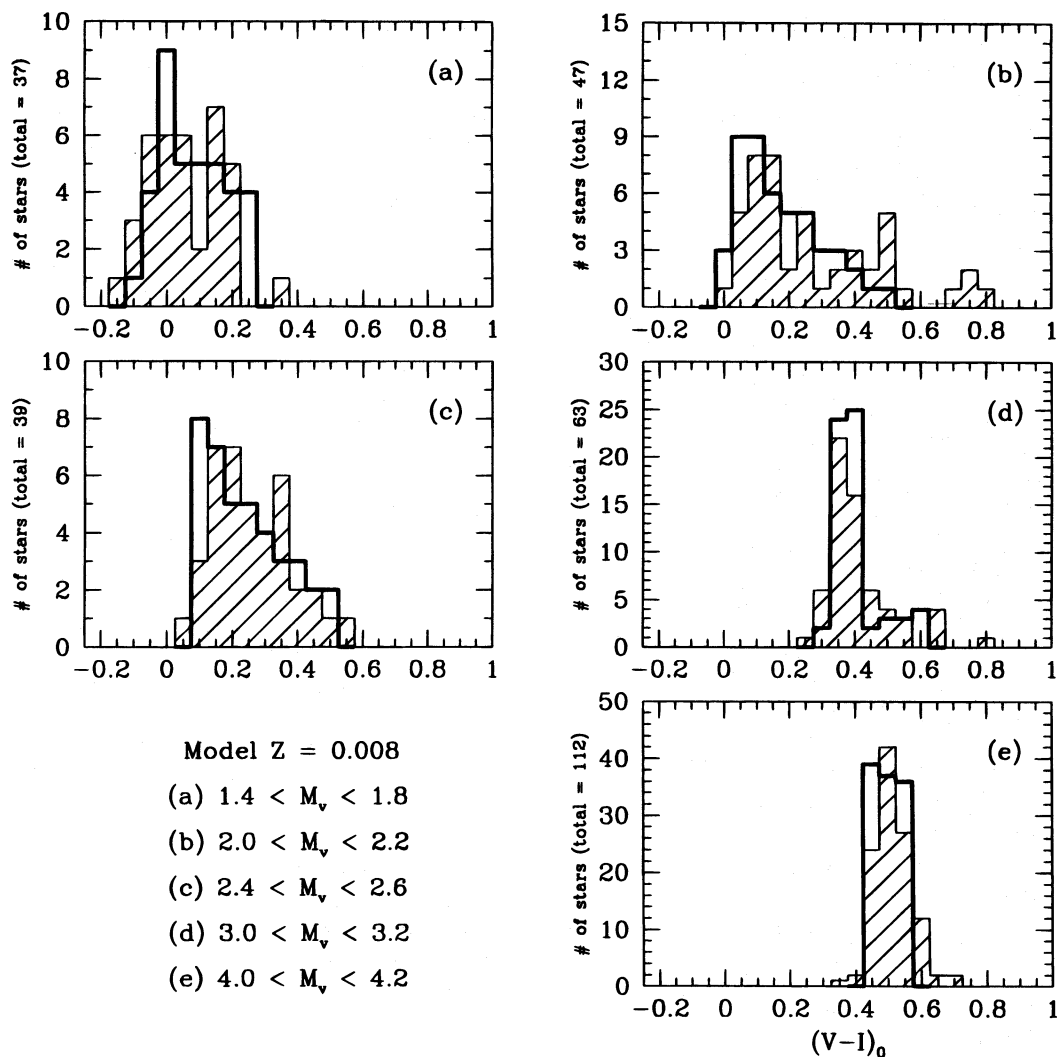 10
8
6
4
2
0
# of stars (total = 37)
(a)
−0.2 0 0.2 0.4 0.6 0.8 1
15
12
9
6
3
0
# of stars (total = 47)
(b)
−0.2 0 0.2 0.4 0.6 0.8 1
10
8
6
4
2
0
# of stars (total = 39)
(c)
−0.2 0 0.2 0.4 0.6 0.8 1
30
25
20
15
10
5
0
# of stars (total = 63)
(d)
−0.2 0 0.2 0.4 0.6 0.8 1
Model Z = 0.008
(a) 1.4 < M_v < 1.8
(b) 2.0 < M_v < 2.2
(c) 2.4 < M_v < 2.6
(d) 3.0 < M_v < 3.2
(e) 4.0 < M_v < 4.2
50
40
30
20
10
0
# of stars (total = 112)
(e)
−0.2 0 0.2 0.4 0.6 0.8 1
(V−I)₀